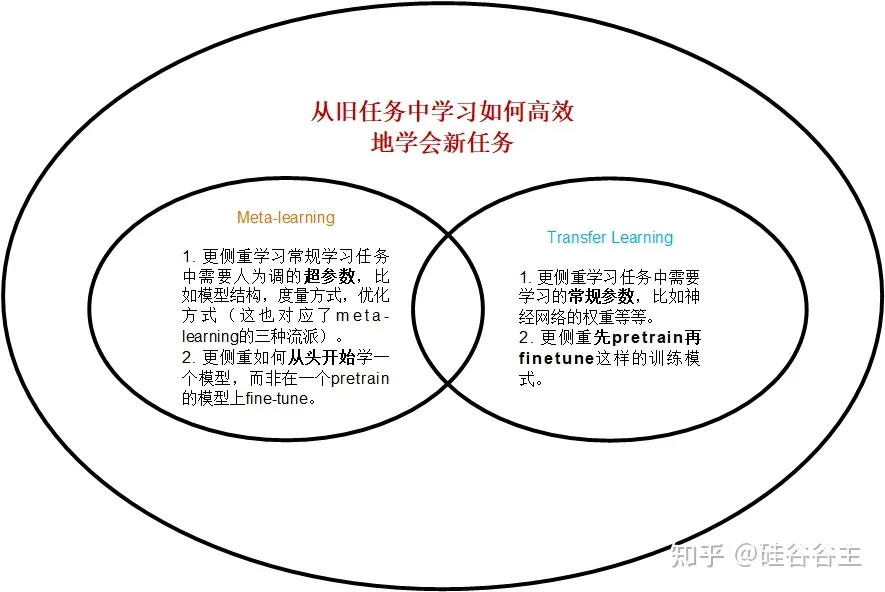 从旧任务中学习如何高效
地学会新任务
Meta-learning
1. 更侧重学习常规学习任务
中需要人为调的超参数，比
如模型结构，度量方式，优化
方式（这也对应了meta-
learning的三种流派）。
2. 更侧重如何从头开始学一
个模型，而非在一个pretrain
的模型上fine-tune。
Transfer Learning
1. 更侧重学习任务中需要
学习的常规参数，比如神
经网络的权重等等。
2. 更侧重先pretrain再
finetune这样的训练模
式。
知乎 @硅谷谷主